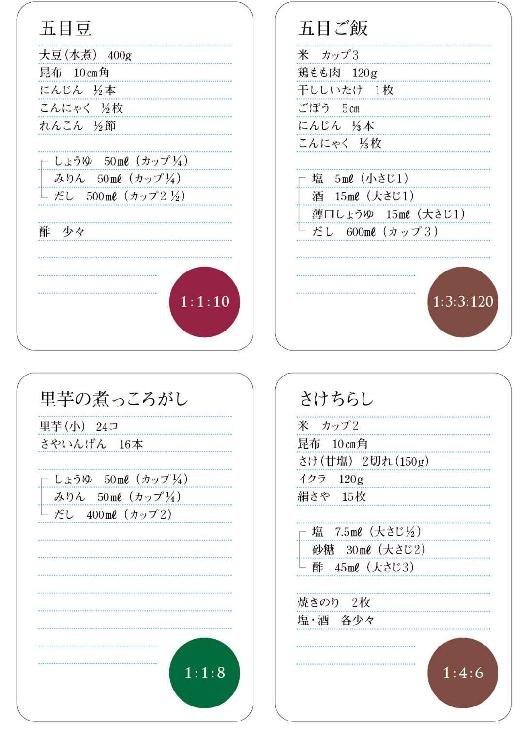 五目豆
大豆(水煮) 400g
昆布 10㎝角
にんじん ½本
こんにゃく ½枚
れんこん ½節
しょうゆ 50mℓ (カップ¼)
みりん 50mℓ (カップ¼)
だし 500mℓ (カップ2½)
酢 少々
1:1:10
五目ご飯
米 カップ3
鶏もも肉 120g
干ししいたけ 1枚
ごぼう 5㎝
にんじん ⅓本
こんにゃく ⅓枚
塩 5mℓ (小さじ1)
酒 15mℓ (大さじ1)
薄口しょうゆ 15mℓ (大さじ1)
だし 600mℓ (カップ3)
1:3:3:120
里芋の煮っころがし
里芋(小) 24コ
さやいんげん 16本
しょうゆ 50mℓ (カップ¼)
みりん 50mℓ (カップ¼)
だし 400mℓ (カップ2)
1:1:8
さけちらし
米 カップ2
昆布 10㎝角
さけ(甘塩) 2切れ(150g)
イクラ 120g
絹さや 15枚
塩 7.5mℓ (大さじ½)
砂糖 30mℓ (大さじ2)
酢 45mℓ (大さじ3)
焼きのり 2枚
塩・酒 各少々
1:4:6